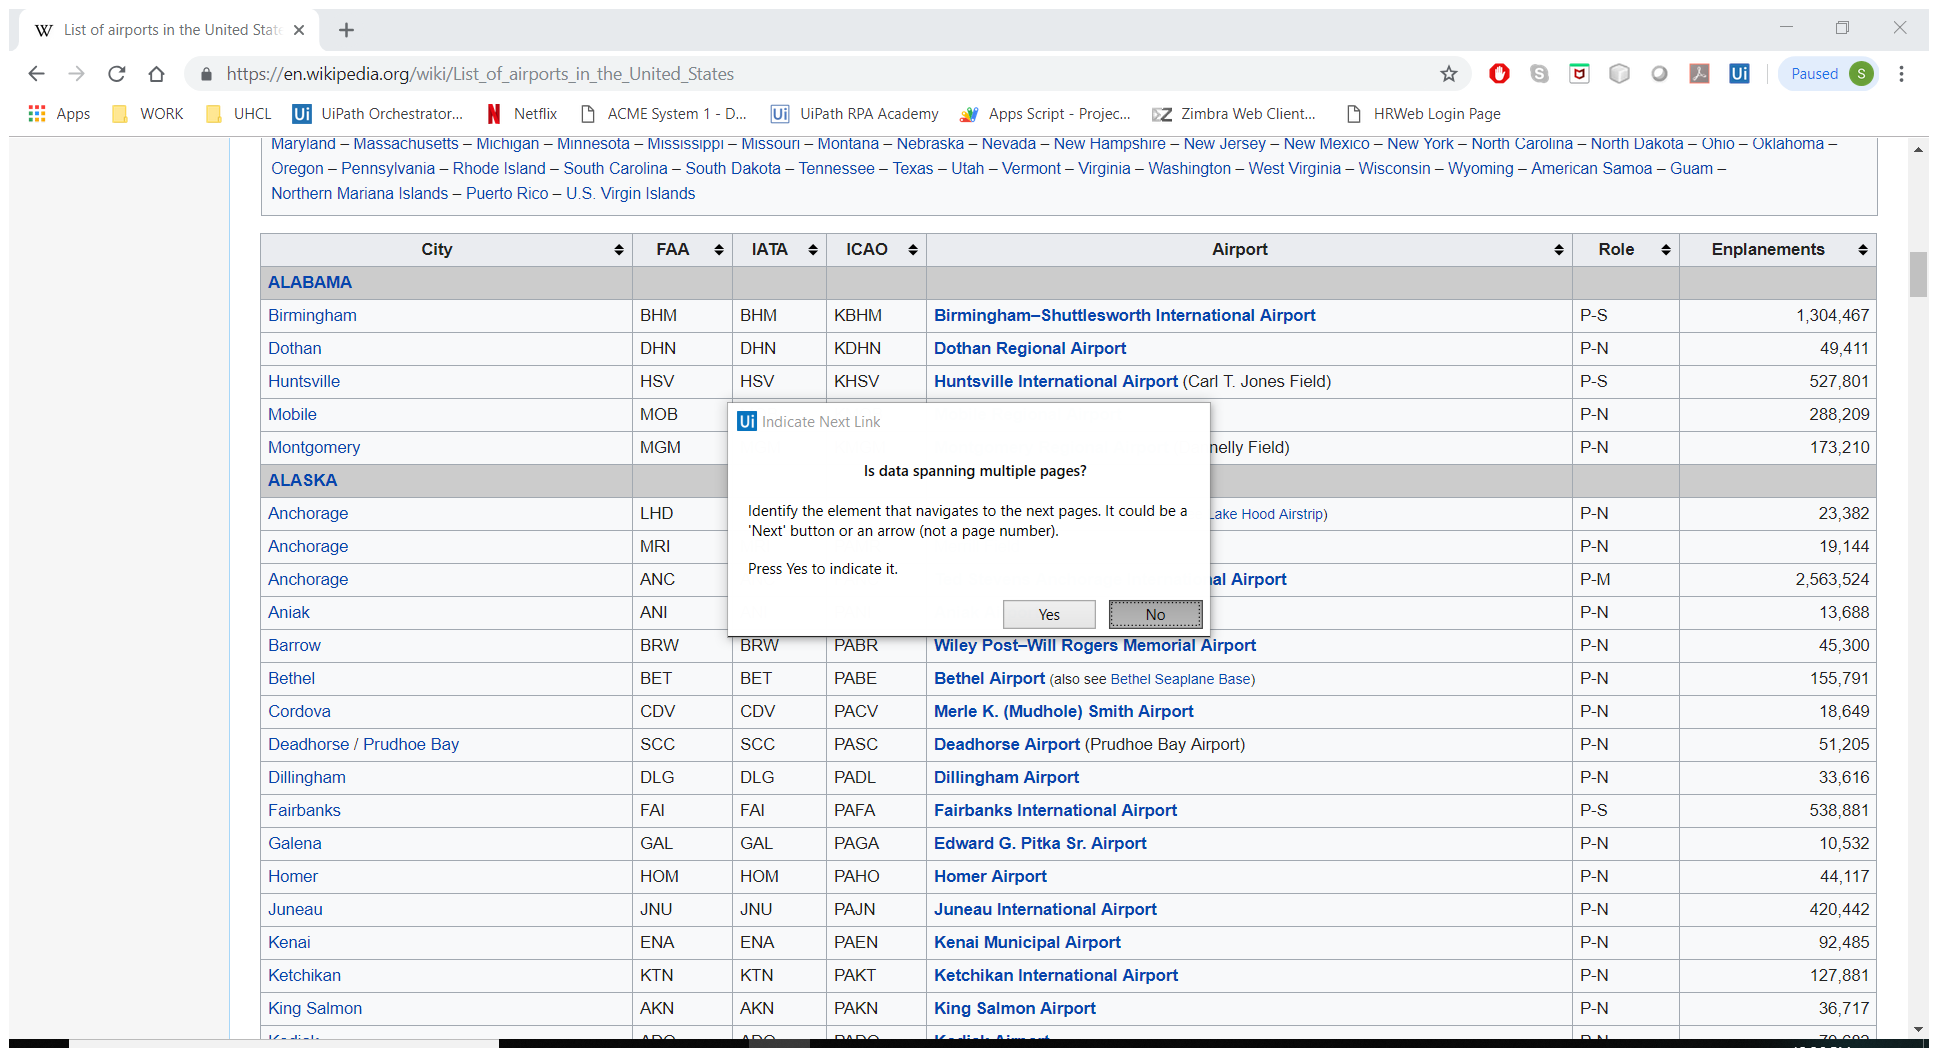 List of airports in the United State
https://en.wikipedia.org/wiki/List_of_airports_in_the_United_States
Paused S
Apps WORK UHCL UiPath Orchestrator... Netflix ACME System 1 - D... UiPath RPA Academy Apps Script - Projec... Zimbra Web Client... HRWeb Login Page
Maryland – Massachusetts – Michigan – Minnesota – Mississippi – Missouri – Montana – Nebraska – Nevada – New Hampshire – New Jersey – New Mexico – New York – North Carolina – North Dakota – Ohio – Oklahoma –
Oregon – Pennsylvania – Rhode Island – South Carolina – South Dakota – Tennessee – Texas – Utah – Vermont – Virginia – Washington – West Virginia – Wisconsin – Wyoming – American Samoa – Guam –
Northern Mariana Islands – Puerto Rico – U.S. Virgin Islands
City FAA IATA ICAO Airport Role Enplanements
ALABAMA
Birmingham BHM BHM KBHM Birmingham–Shuttlesworth International Airport P-S 1,304,467
Dothan DHN DHN KDHN Dothan Regional Airport P-N 49,411
Huntsville HSV HSV KHSV Huntsville International Airport (Carl T. Jones Field) P-S 527,801
Mobile MOB P-N 288,209
Montgomery MGM nelly Field) P-N 173,210
ALASKA
Anchorage LHD Lake Hood Airstrip) P-N 23,382
Anchorage MRI P-N 19,144
Anchorage ANC nal Airport P-M 2,563,524
Aniak ANI P-N 13,688
Ui Indicate Next Link
Is data spanning multiple pages?
Identify the element that navigates to the next pages. It could be a
'Next' button or an arrow (not a page number).
Press Yes to indicate it.
Yes No
Barrow BRW BRW PABR Wiley Post–Will Rogers Memorial Airport P-N 45,300
Bethel BET BET PABE Bethel Airport (also see Bethel Seaplane Base) P-N 155,791
Cordova CDV CDV PACV Merle K. (Mudhole) Smith Airport P-N 18,649
Deadhorse / Prudhoe Bay SCC SCC PASC Deadhorse Airport (Prudhoe Bay Airport) P-N 51,205
Dillingham DLG DLG PADL Dillingham Airport P-N 33,616
Fairbanks FAI FAI PAFA Fairbanks International Airport P-S 538,881
Galena GAL GAL PAGA Edward G. Pitka Sr. Airport P-N 10,532
Homer HOM HOM PAHO Homer Airport P-N 44,117
Juneau JNU JNU PAJN Juneau International Airport P-N 420,442
Kenai ENA ENA PAEN Kenai Municipal Airport P-N 92,485
Ketchikan KTN KTN PAKT Ketchikan International Airport P-N 127,881
King Salmon AKN AKN PAKN King Salmon Airport P-N 36,717